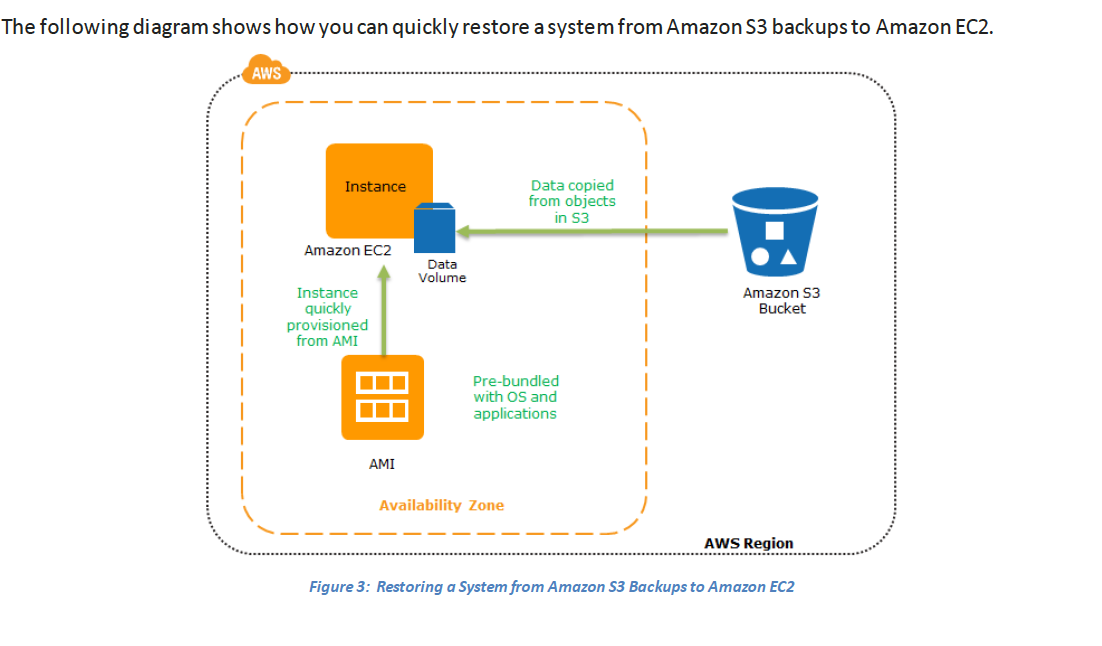 The following diagram shows how you can quickly restore a system from Amazon S3 backups to Amazon EC2.
AWS
Instance
Data copied
from objects
in S3
Amazon EC2
Data
Volume
Amazon S3
Bucket
Instance
quickly
provisioned
from AMI
Pre-bundled
with OS and
applications
AMI
Availability Zone
AWS Region
Figure 3: Restoring a System from Amazon S3 Backups to Amazon EC2